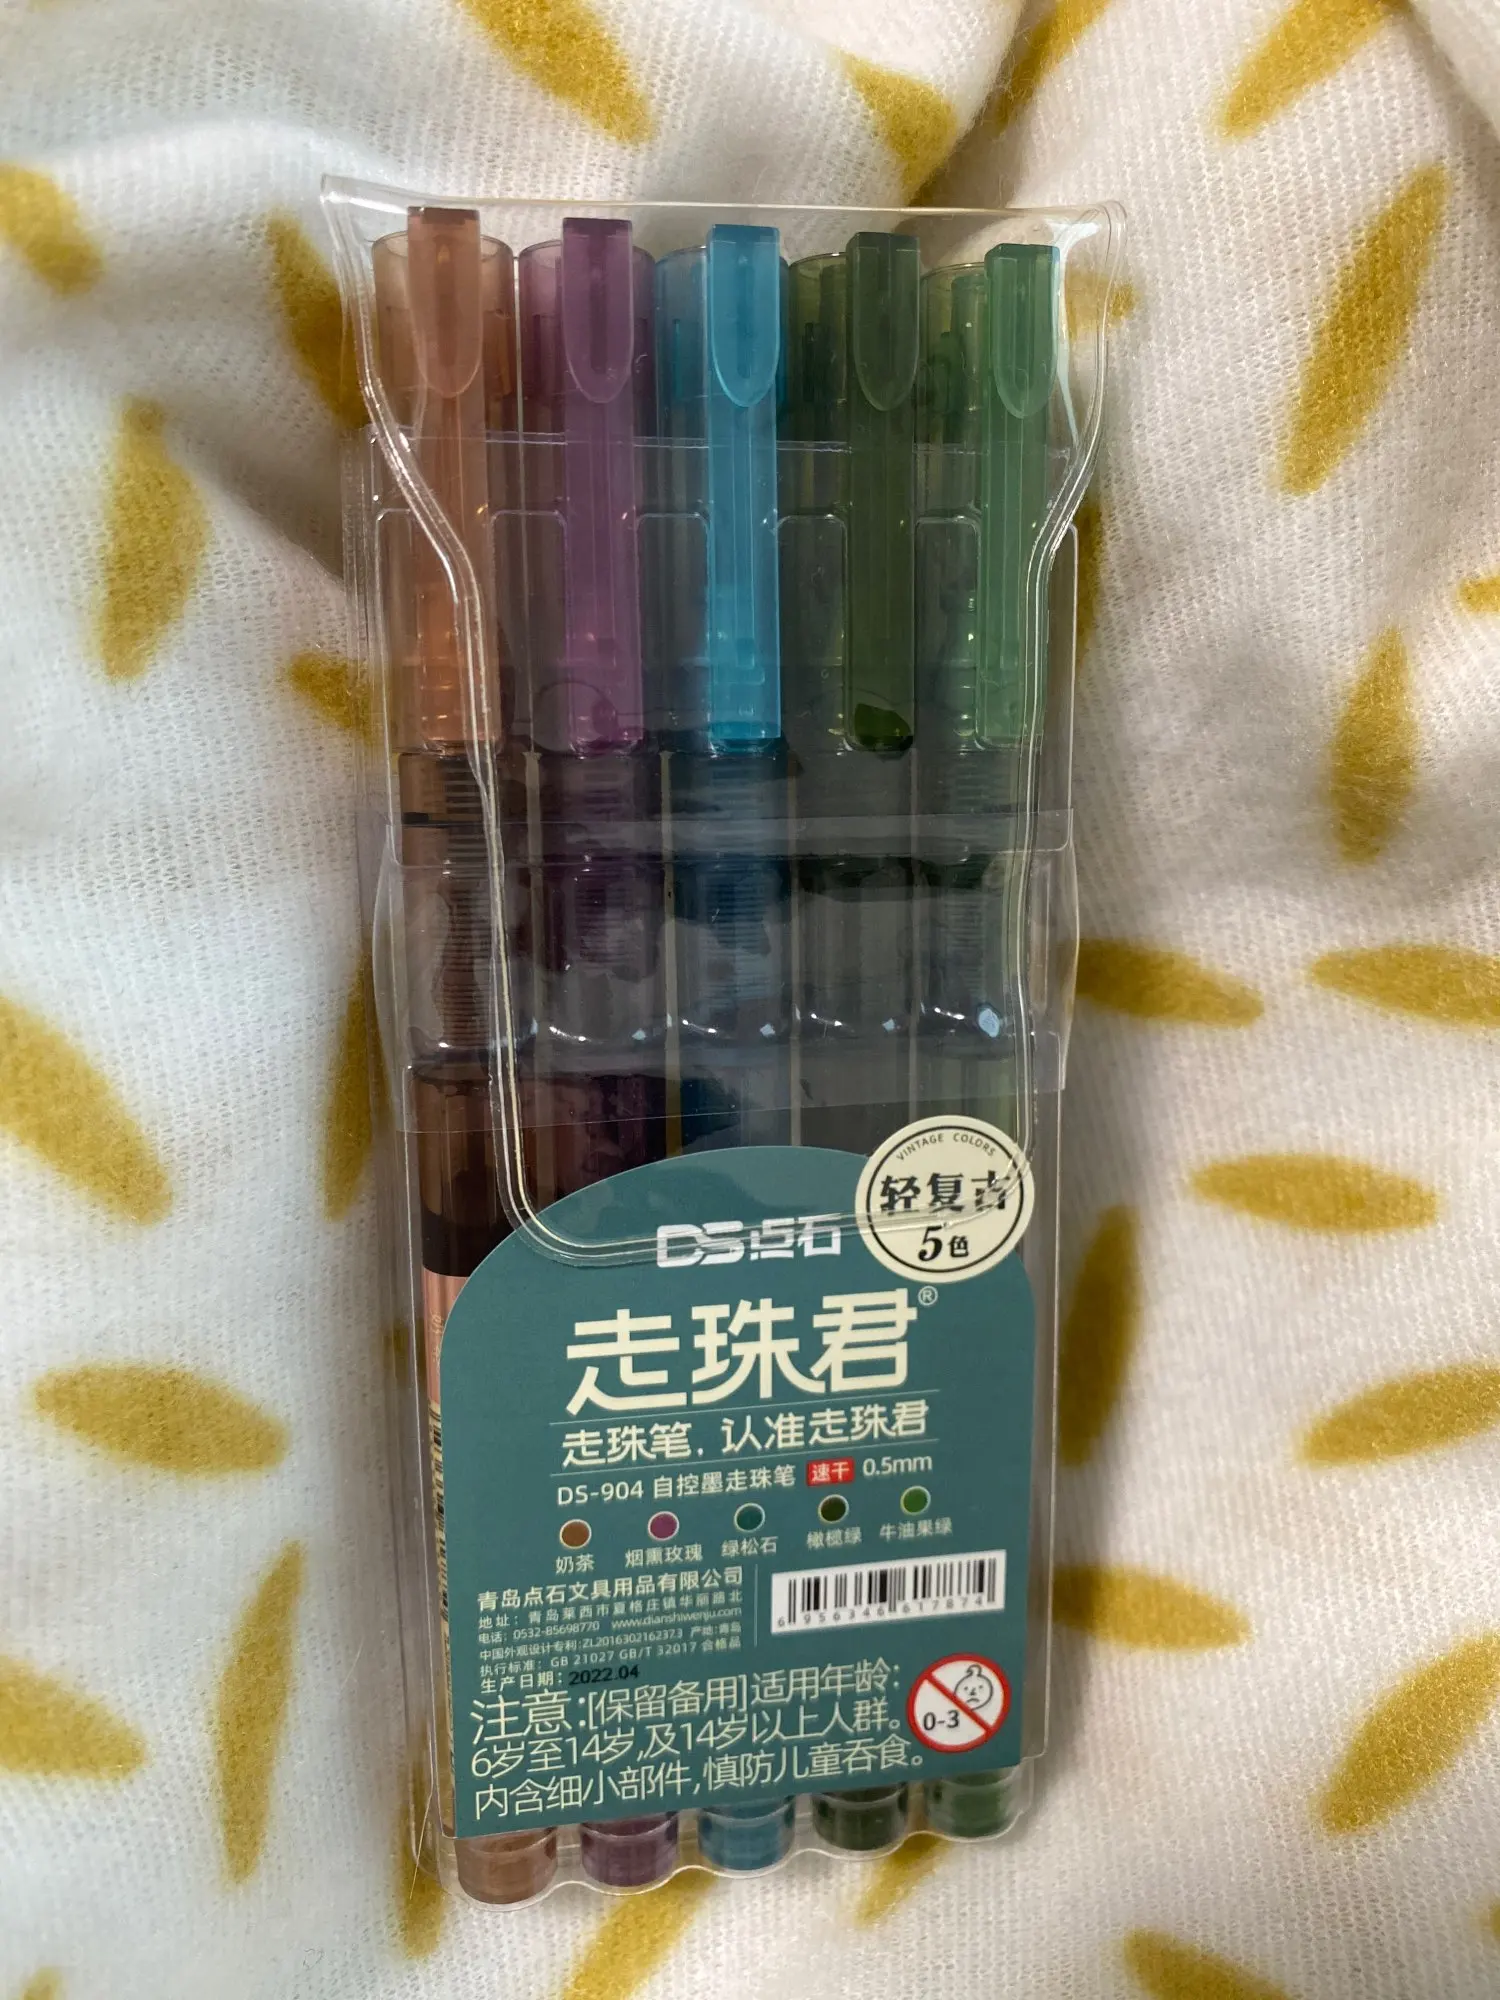 VINTAGE COLORS
轻复古
5色
DS点石
走珠君®
走珠笔，认准走珠君
DS-904 自控墨走珠笔 速干 0.5mm
奶茶 烟熏玫瑰 绿松石 橄榄绿 牛油果绿
青岛点石文具用品有限公司
地址：青岛莱西市夏格庄镇华丽路北
电话：0532-85698770 www.dianshiwenju.com
中国外观设计专利:ZL201630216237.3 产地:青岛
执行标准：GB 21027 GB/T 32017 合格品
生产日期：2022.04
6 956346 617874
注意:[保留备用]适用年龄:
6岁至14岁,及14岁以上人群。
内含细小部件,慎防儿童吞食。
0-3